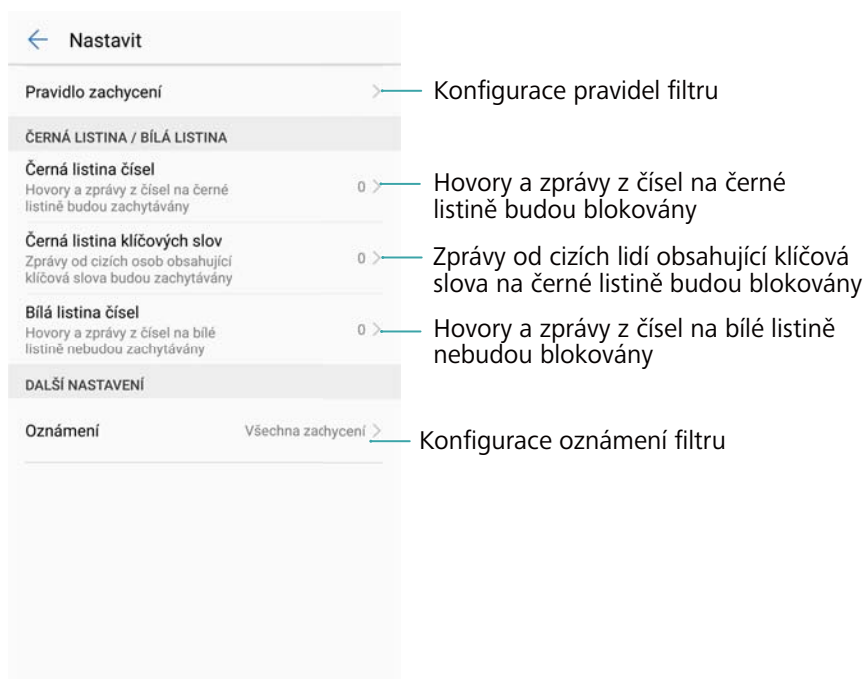 Nastavit
Pravidlo zachycení
Konfigurace pravidel filtru
ČERNÁ LISTINA / BÍLÁ LISTINA
Černá listina čísel
Hovory a zprávy z čísel na černé
listině budou zachytávány
0
Hovory a zprávy z čísel na černé
listině budou blokovány
Černá listina klíčových slov
Zprávy od cizích osob obsahující
klíčová slova budou zachytávány
0
Zprávy od cizích lidí obsahující klíčová
slova na černé listině budou blokovány
Bílá listina čísel
Hovory a zprávy z čísel na bílé
listině nebudou zachytávány
0
Hovory a zprávy z čísel na bílé listině
nebudou blokovány
DALŠÍ NASTAVENÍ
Oznámení
Všechna zachycení
Konfigurace oznámení filtru